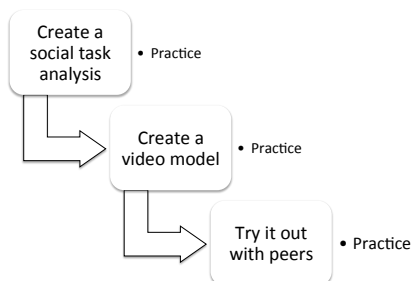 Create a
social task
analysis
• Practice
Create a
video model
• Practice
Try it out
with peers
• Practice